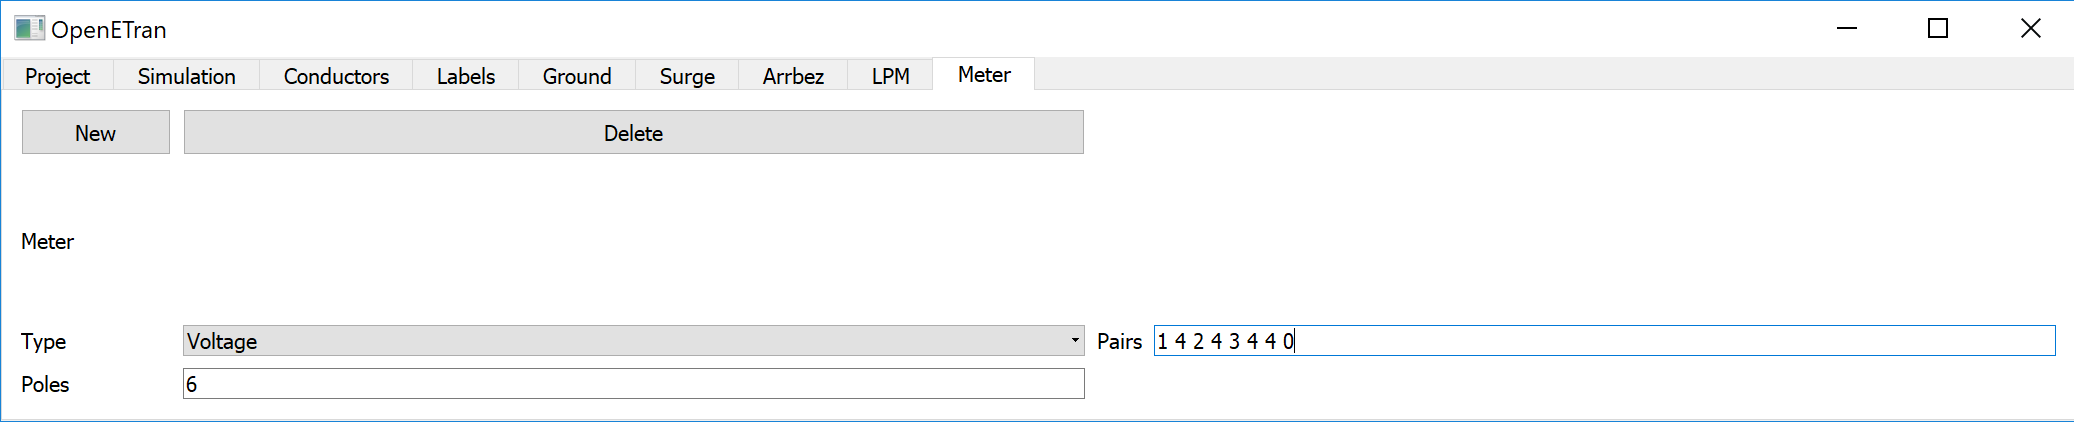 OpenETran
Project Simulation Conductors Labels Ground Surge Arrbez LPM Meter
New Delete
Meter
Type Voltage Pairs 1 4 2 4 3 4 4 0
Poles 6